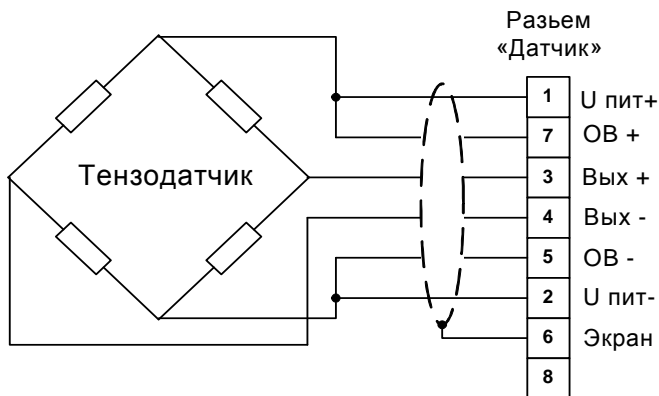 Разьем
«Датчик»
1 U пит+
7 ОВ +
Тензодатчик
3 Вых +
4 Вых -
5 ОВ -
2 U пит-
6 Экран
8